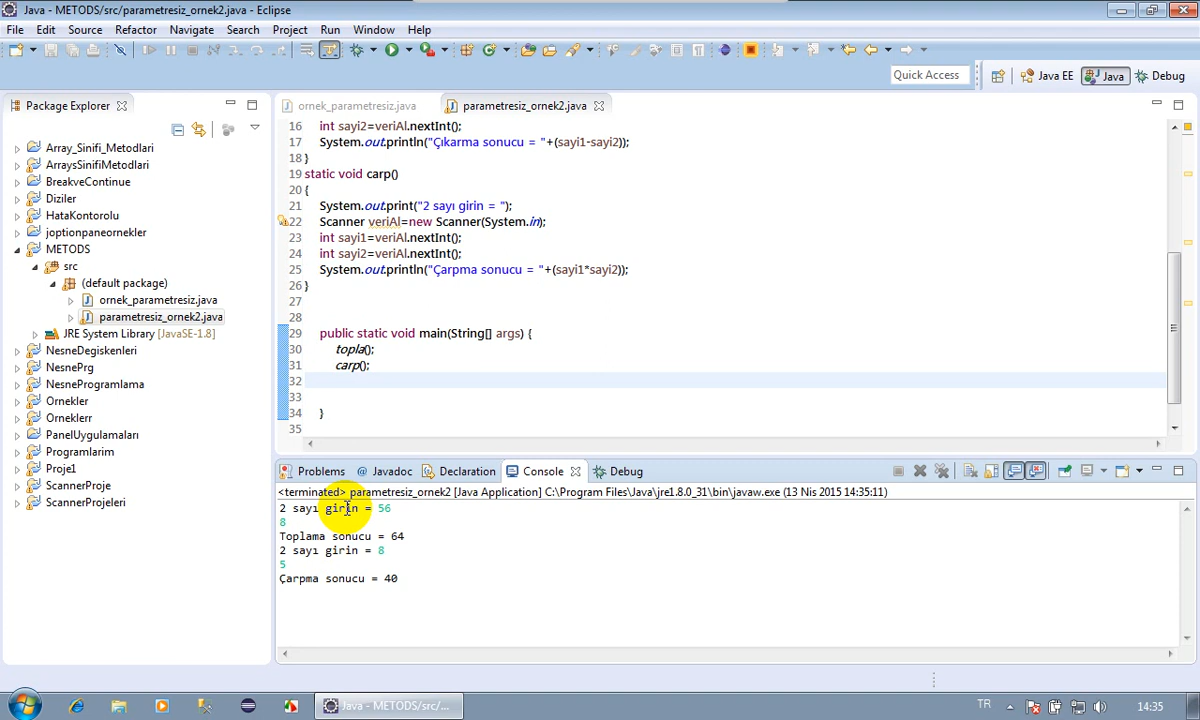 Java - METODS/src/parametresiz_ornek2.java - Eclipse
File Edit Source Refactor Navigate Search Project Run Window Help
Quick Access
Java EE
Java
Debug
Package Explorer
Array_Sinifi_Metodlari
ArraysSinifiMetodlari
BreakveContinue
Diziler
HataKontorolu
joptionpaneornekler
METODS
src
(default package)
ornek_parametresiz.java
parametresiz_ornek2.java
JRE System Library [JavaSE-1.8]
NesneDegiskenleri
NesnePrg
NesneProgramlama
Ornekler
Orneklerr
PanelUygulamaları
Programlarim
Proje1
ScannerProje
ScannerProjeleri
ornek_parametresiz.java
parametresiz_ornek2.java
16 int sayi2=veriAl.nextInt();
17 System.out.println("Çıkarma sonucu = "+(sayi1-sayi2));
18 }
19 static void carp()
20 {
21 System.out.print("2 sayı girin = ");
22 Scanner veriAl=new Scanner(System.in);
23 int sayi1=veriAl.nextInt();
24 int sayi2=veriAl.nextInt();
25 System.out.println("Çarpma sonucu = "+(sayi1*sayi2));
26 }
27
28
29 public static void main(String[] args) {
30 topla();
31 carp();
32
33
34 }
35
Problems
@ Javadoc
Declaration
Console
Debug
<terminated> parametresiz_ornek2 [Java Application] C:\Program Files\Java\jre1.8.0_31\bin\javaw.exe (13 Nis 2015 14:35:11)
2 sayı girin = 56
8
Toplama sonucu = 64
2 sayı girin = 8
5
Çarpma sonucu = 40
Java - METODS/src/...
TR
14:35